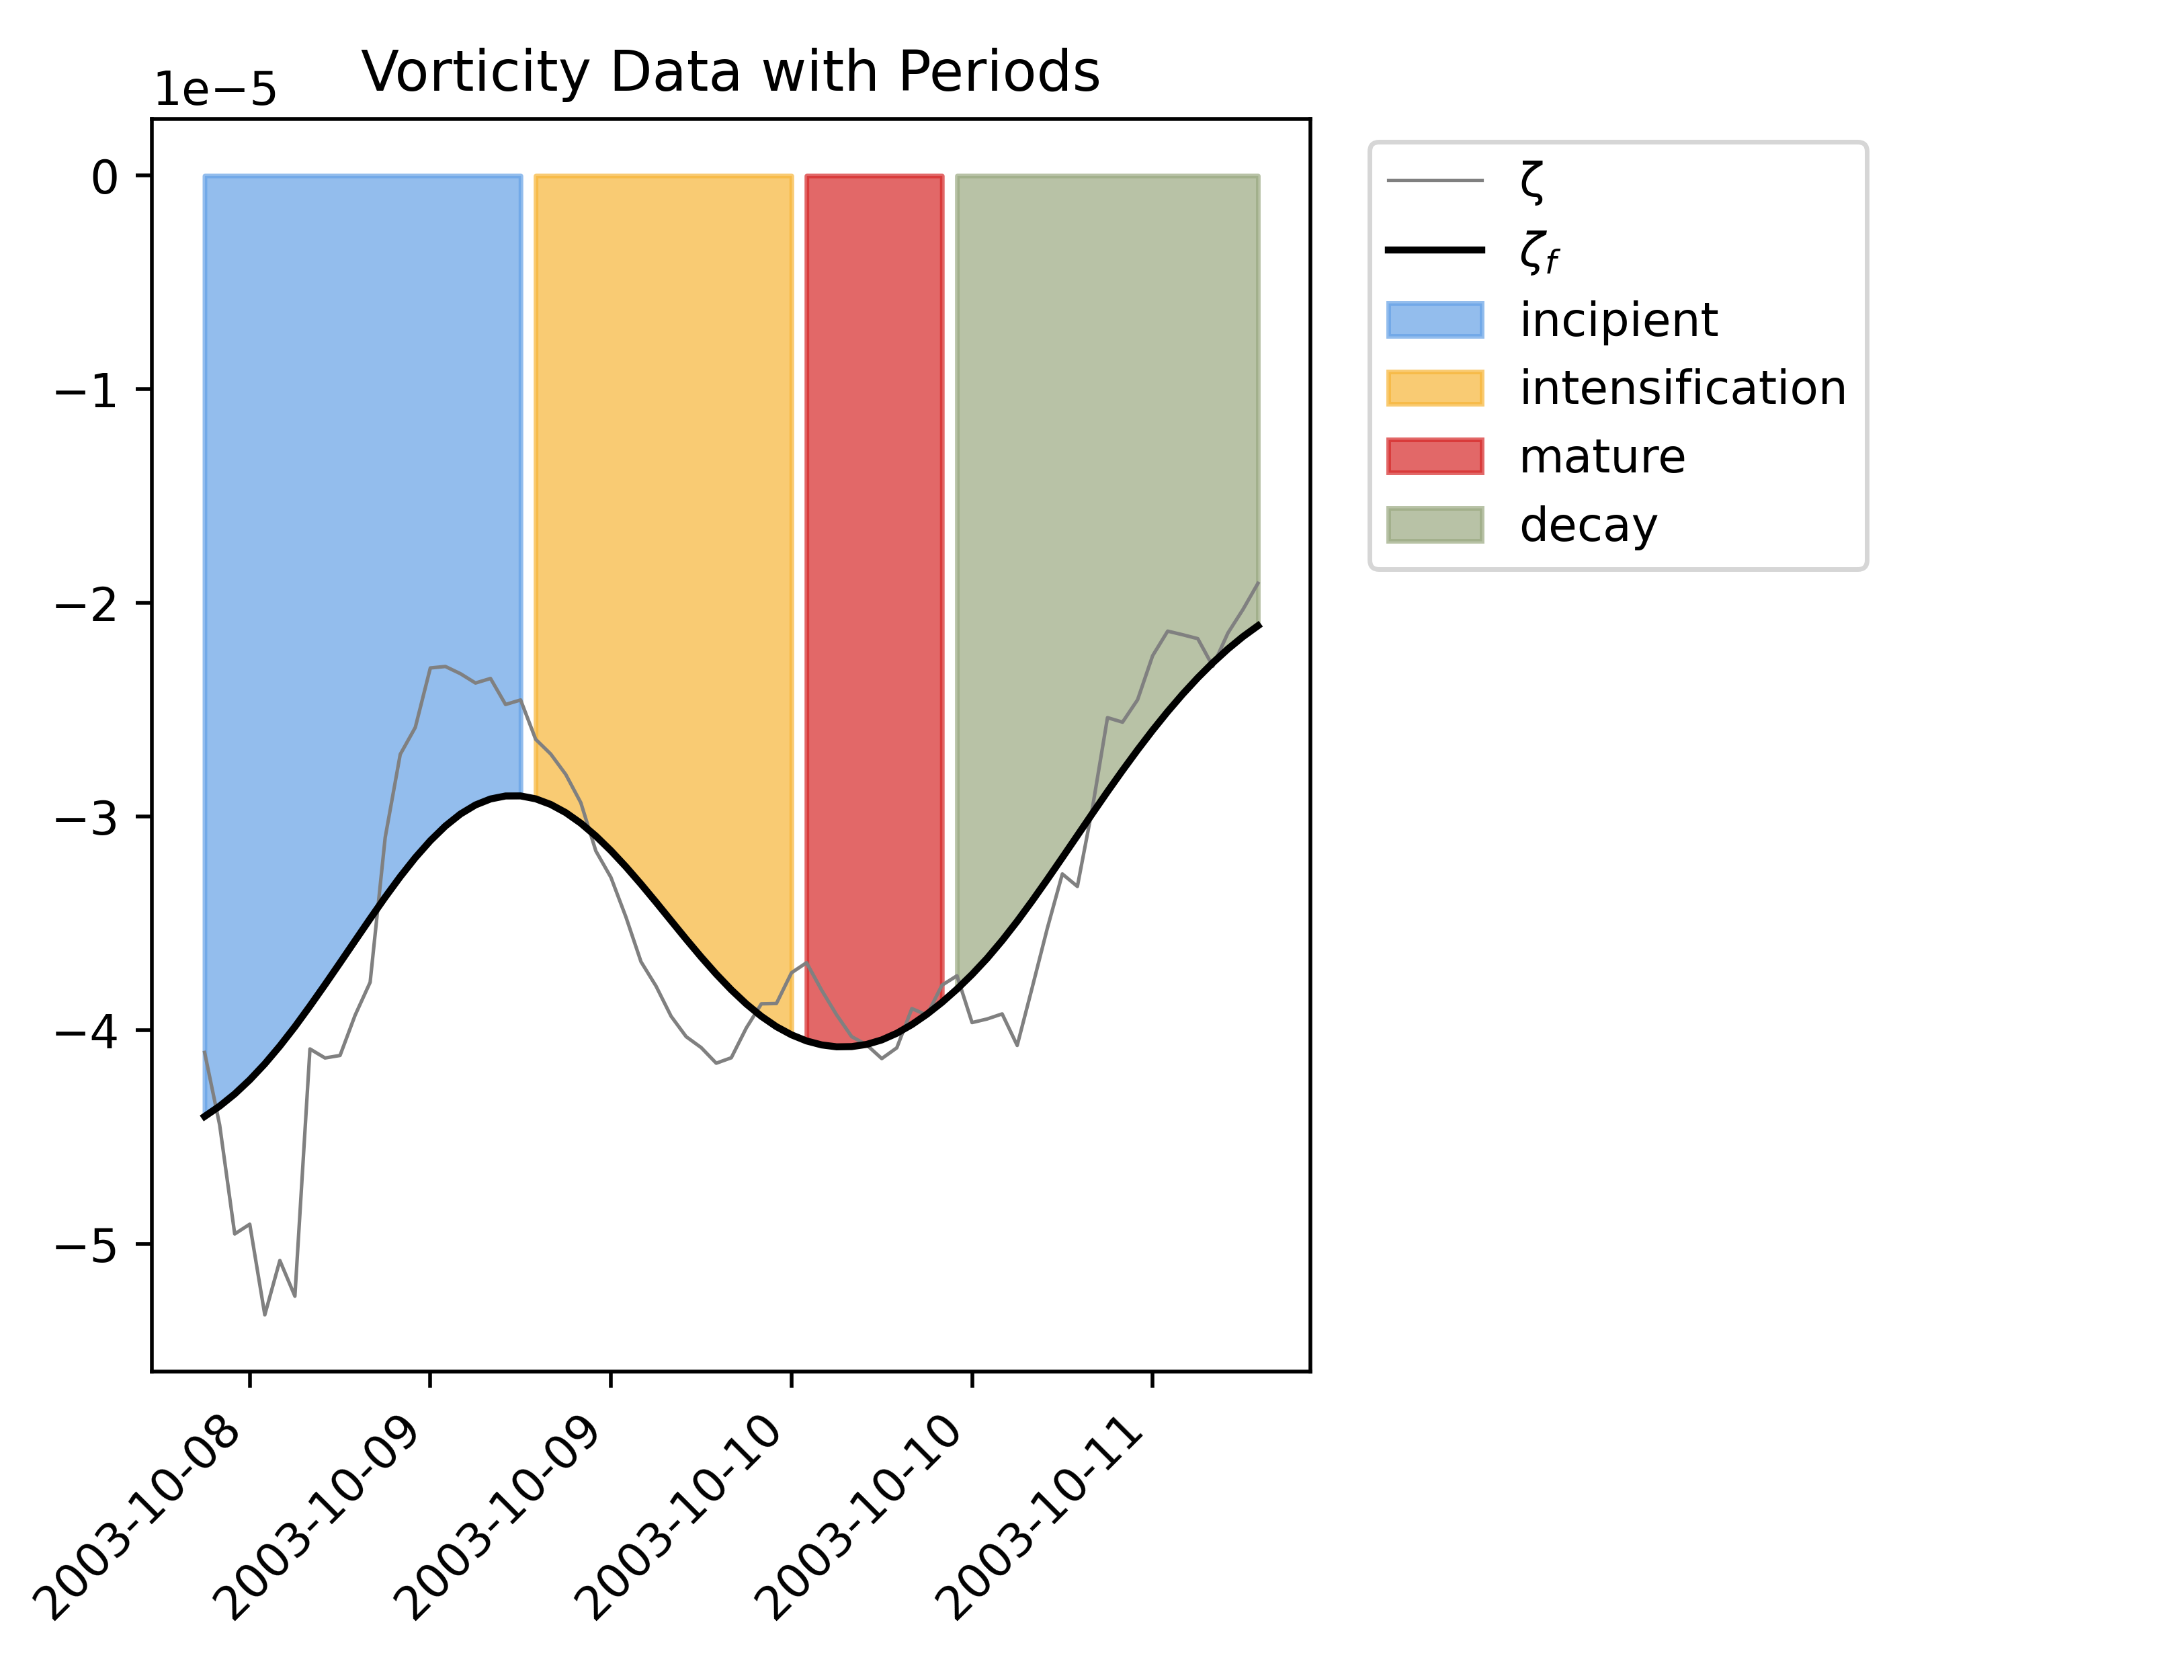 Vorticity Data with Periods
1e−5
0
−1
−2
−3
−4
−5
2003-10-08
2003-10-09
2003-10-09
2003-10-10
2003-10-10
2003-10-11
ζ
ζf
incipient
intensification
mature
decay